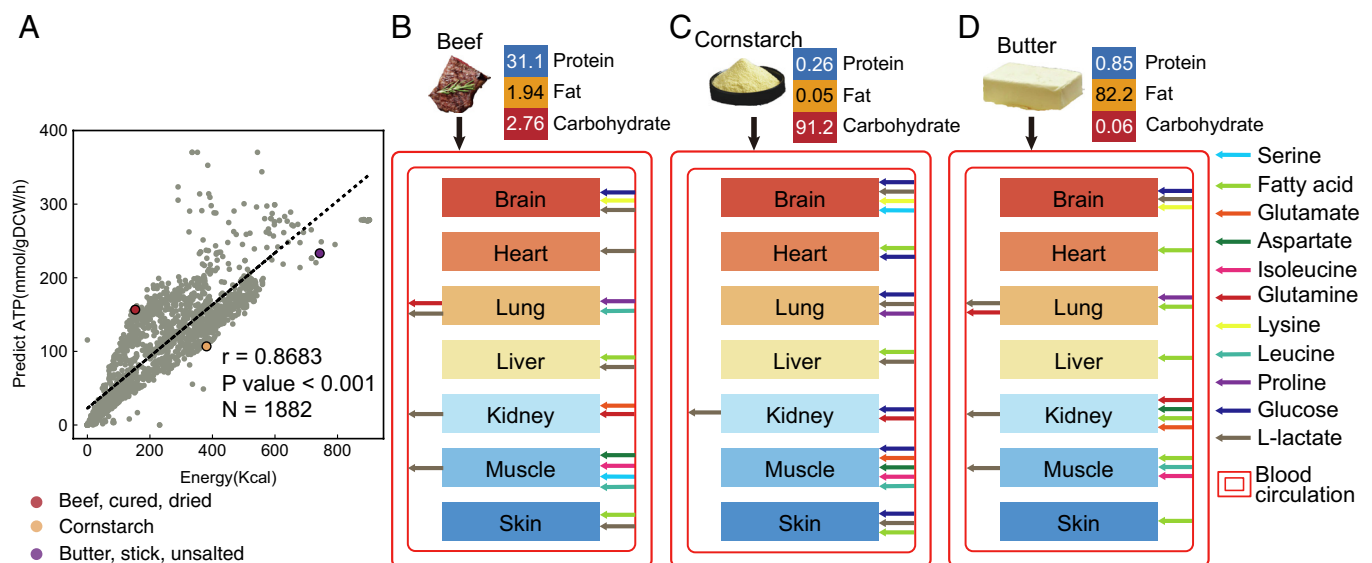 A
Predict ATP(mmol/gDCW/h)
400
300
200
100
0
0
200
400
600
800
Energy(Kcal)
r = 0.8683
P value < 0.001
N = 1882
Beef, cured, dried
Cornstarch
Butter, stick, unsalted
B
Beef
31.1 Protein
1.94 Fat
2.76 Carbohydrate
Brain
Heart
Lung
Liver
Kidney
Muscle
Skin
C
Cornstarch
0.26 Protein
0.05 Fat
91.2 Carbohydrate
Brain
Heart
Lung
Liver
Kidney
Muscle
Skin
D
Butter
0.85 Protein
82.2 Fat
0.06 Carbohydrate
Brain
Heart
Lung
Liver
Kidney
Muscle
Skin
Serine
Fatty acid
Glutamate
Aspartate
Isoleucine
Glutamine
Lysine
Leucine
Proline
Glucose
L-lactate
Blood
circulation